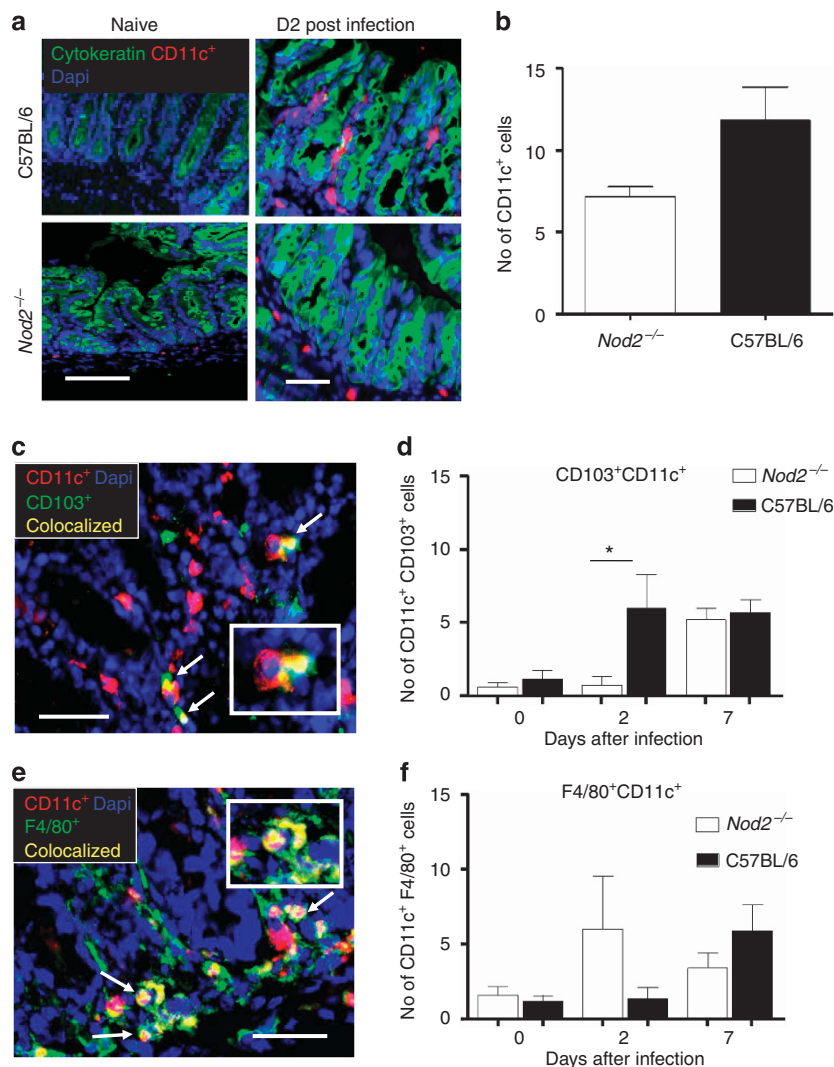 a
Naive
D2 post infection
C57BL/6
Nod2⁻/⁻
Cytokeratin CD11c⁺
Dapi
b
No of CD11c⁺ cells
15
10
5
0
Nod2⁻/⁻
C57BL/6
c
CD11c⁺ Dapi
CD103⁺
Colocalized
d
CD103⁺CD11c⁺
Nod2⁻/⁻
C57BL/6
No of CD11c⁺ CD103⁺ cells
15
10
5
0
*
0
2
7
Days after infection
e
CD11c⁺ Dapi
F4/80⁺
Colocalized
f
F4/80⁺CD11c⁺
Nod2⁻/⁻
C57BL/6
No of CD11c⁺ F4/80⁺ cells
15
10
5
0
0
2
7
Days after infection